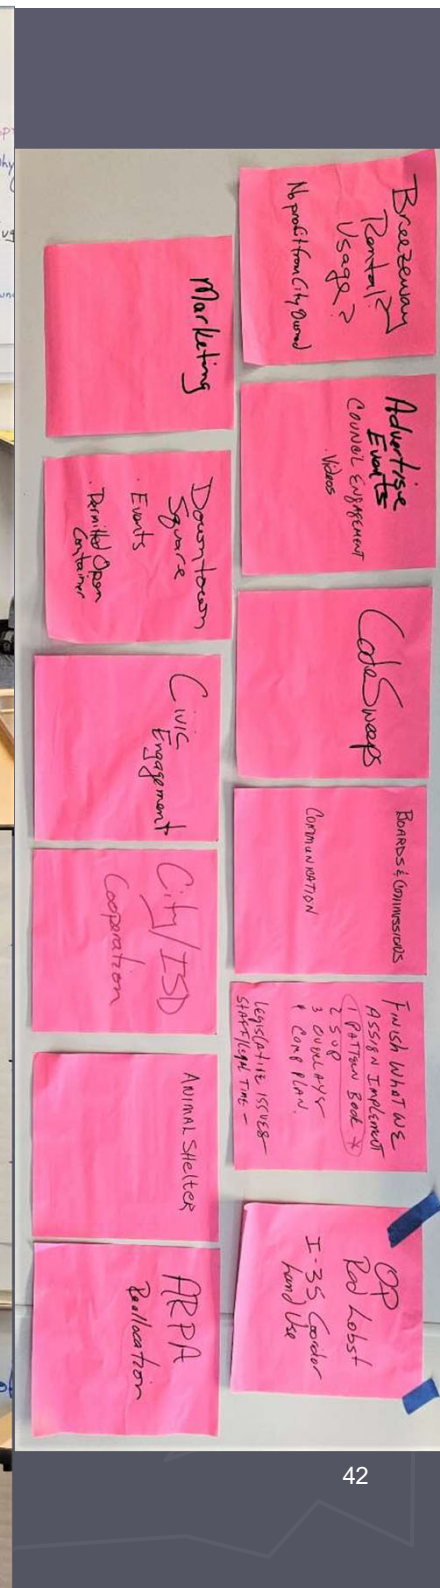 Breezeway
Rental?
Usage?
No profit from City Owned
Advertise
Events
COUNCIL ENGAGEMENT
. Videos
Code Sweeps
BOARDS & COMMISSIONS
COMMUNICATION
FINISH WHAT WE
ASSIGN IMPLEMENT
1 PATTERN BOOK *
2 SUP
3 OVERLAYS
4 COMP PLAN.
LEGISLATIVE ISSUES
STAFF/LEGAL TIME -
OP
Red Lobst
I-35 Cooridor
Land Use
Marketing
Downtown
Square
. Events
. Permitted Open
Container
Civic
Engagement
City/ISD
Cooperation
ANIMAL SHELTER
ARPA
Reallocation
42